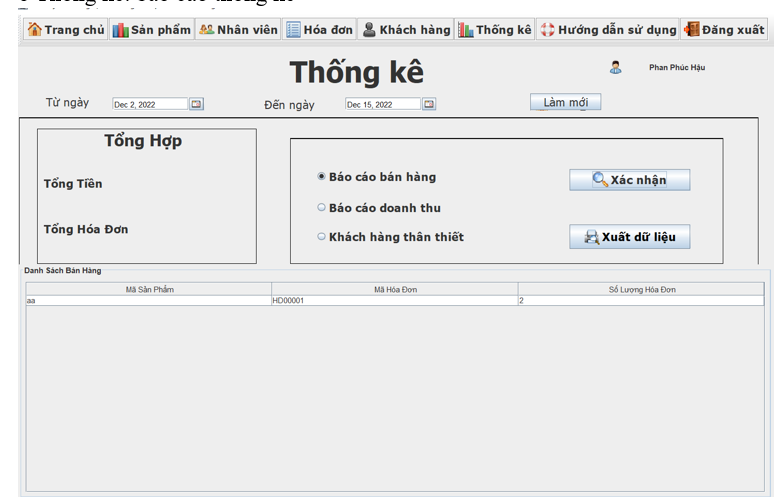 Trang chủ Sản phẩm Nhân viên Hóa đơn Khách hàng Thống kê Hướng dẫn sử dụng Đăng xuất
Thống kê
Phan Phúc Hậu
Từ ngày Dec 2, 2022 Đến ngày Dec 15, 2022 Làm mới
Tổng Hợp
Tổng Tiền
Tổng Hóa Đơn
Báo cáo bán hàng
Báo cáo doanh thu
Khách hàng thân thiết
Xác nhận
Xuất dữ liệu
Danh Sách Bán Hàng
Mã Sản Phẩm Mã Hóa Đơn Số Lượng Hóa Đơn
aa HD00001 2